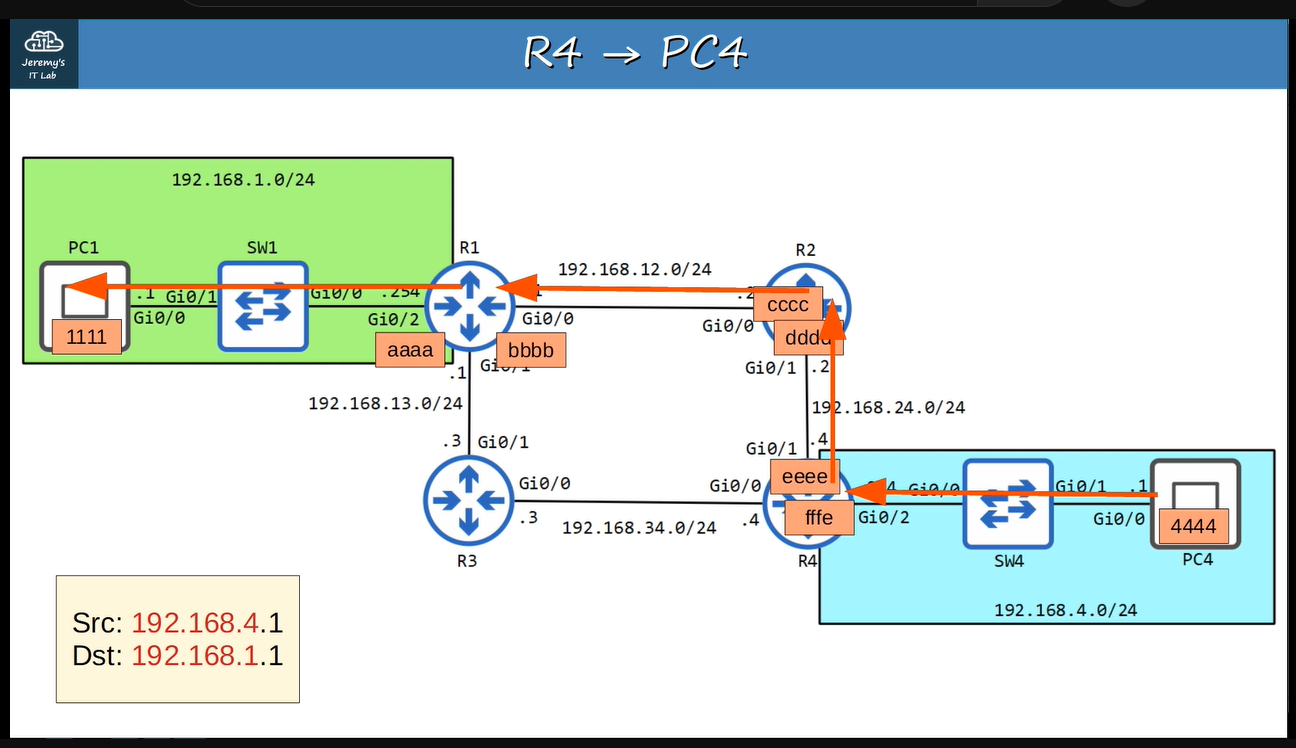 Jeremy's
IT Lab
R4 → PC4
192.168.1.0/24
PC1
SW1
R1
R2
192.168.12.0/24
.1 Gi0/1
Gi0/0 .254
.1
.2
Gi0/0
Gi0/2
Gi0/0
Gi0/0
1111
aaaa
bbbb
cccc
dddd
.1
Gi0/1
Gi0/1
.2
192.168.13.0/24
192.168.24.0/24
.3
Gi0/1
Gi0/1
.4
Gi0/0
Gi0/0
eeee
Gi0/0
Gi0/1
.1
.3
192.168.34.0/24
.4
fffe
Gi0/2
Gi0/0
4444
R3
R4
SW4
PC4
192.168.4.0/24
Src: 192.168.4.1
Dst: 192.168.1.1